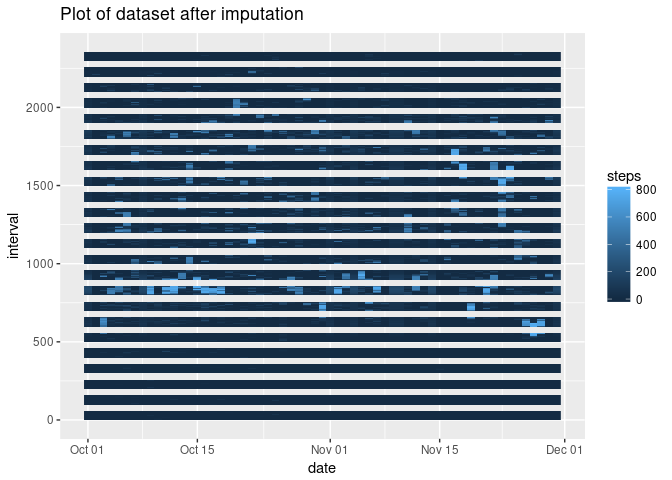 Plot of dataset after imputation
2000
1500
1000
500
0
interval
Oct 01
Oct 15
Nov 01
Nov 15
Dec 01
date
steps
800
600
400
200
0